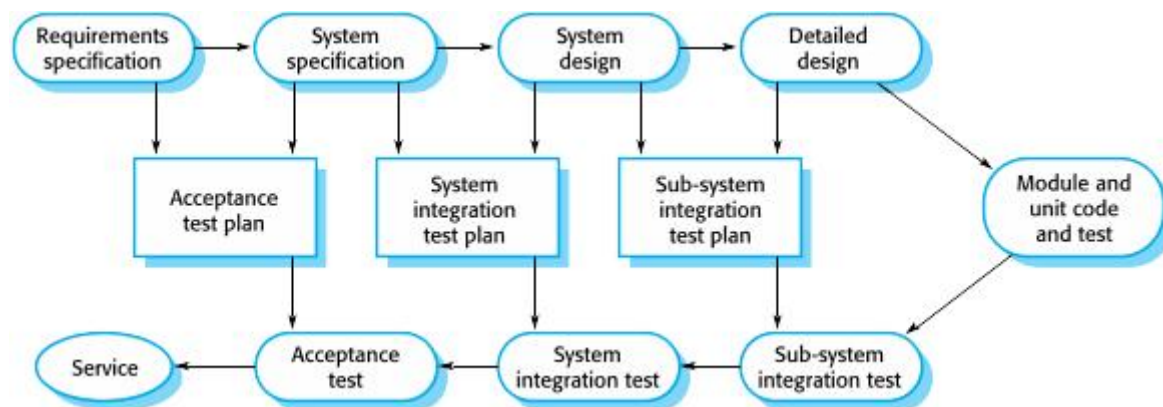 Requirements
specification
System
specification
System
design
Detailed
design
Acceptance
test plan
System
integration
test plan
Sub-system
integration
test plan
Module and
unit code
and test
Service
Acceptance
test
System
integration test
Sub-system
integration test